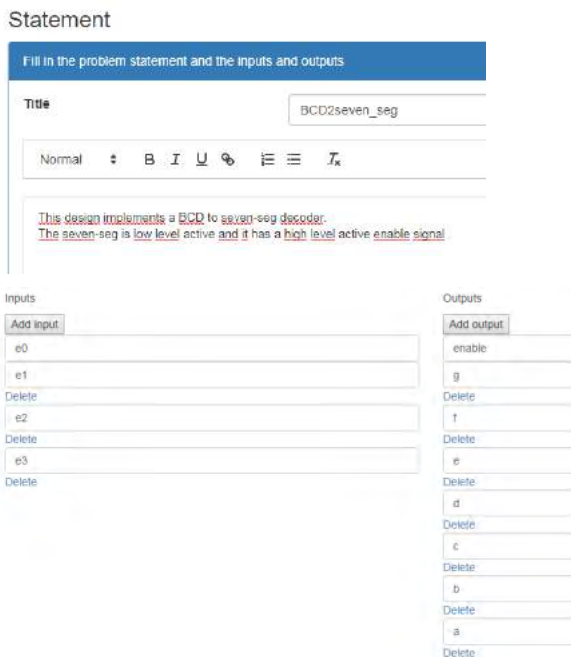 Statement
Fill in the problem statement and the inputs and outputs
Title
BCD2seven_seg
Normal B I U Tx
This design implements a BCD to seven-seg decoder.
The seven-seg is low level active and it has a high level active enable signal
Inputs
Add input
e0
e1
Delete
e2
Delete
e3
Delete
Outputs
Add output
enable
g
Delete
f
Delete
e
Delete
d
Delete
c
Delete
b
Delete
a
Delete